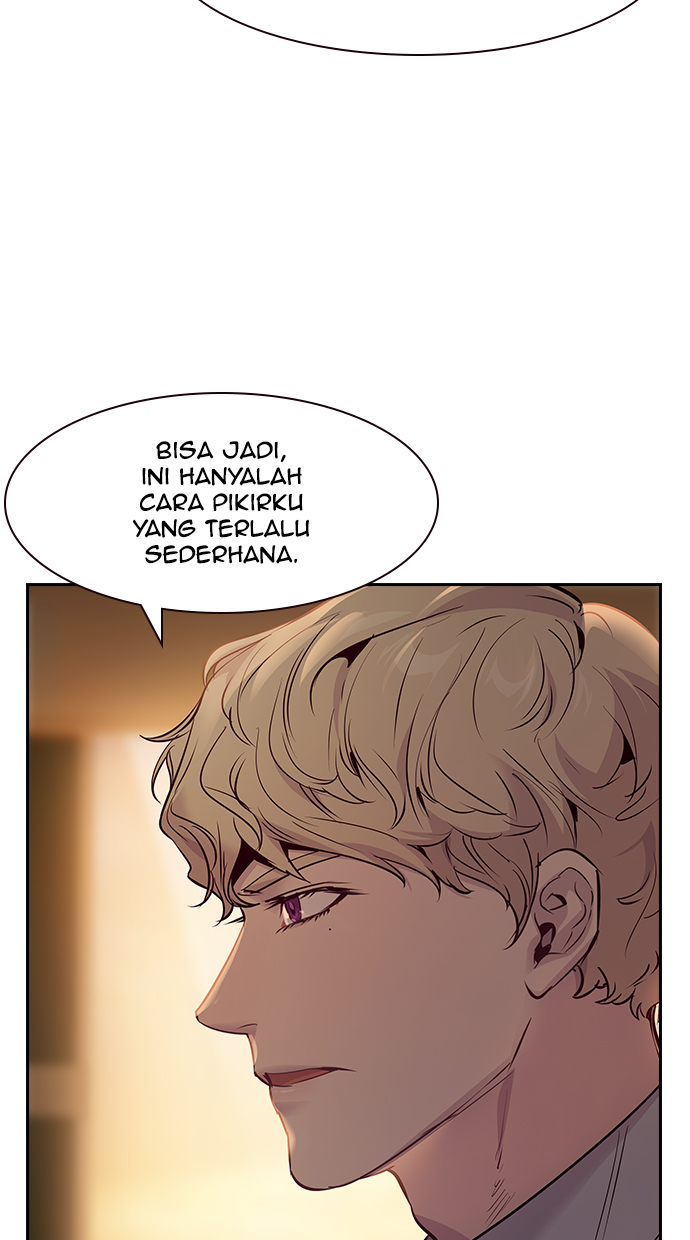 BISA JADI,
INI HANYALAH
CARA PIKIRKU
YANG TERLALU
SEDERHANA.